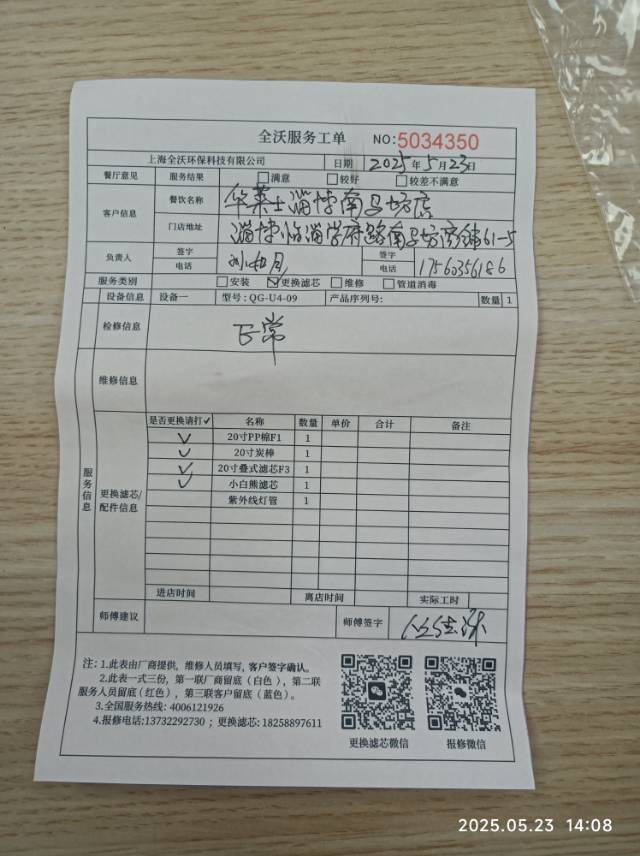 全沃服务工单 NO:5034350
上海全沃环保科技有限公司 日期 2025年5月23日
餐厅意见 服务结果 满意 较好 较差不满意
客户信息 餐饮名称 华莱士淄博南马坊店
门店地址 淄博临淄学府路南马坊商铺61-5
负责人 签字 签字
电话 电话 17560356186
服务类别 安装 更换滤芯 维修 管道消毒
设备信息 设备一 型号:QG-U4-09 产品序列号: 数量 1
检修信息 正常
维修信息
服务信息
更换滤芯/配件信息
是否更换请打✓ 名称 数量 单价 合计 备注
✓ 20寸PP棉F1 1
✓ 20寸炭棒 1
✓ 20寸叠式滤芯F3 1
✓ 小白熊滤芯 1
紫外线灯管 1
进店时间 离店时间 实际工时
师傅建议 师傅签字
注:1.此表由厂商提供,维修人员填写,客户签字确认。
2.此表一式三份,第一联厂商留底(白色),第二联
服务人员留底(红色),第三联客户留底(蓝色)。
3.全国服务热线: 4006121926
4.报修电话:13732292730 ; 更换滤芯: 18258897611
更换滤芯微信 报修微信
2025.05.23 14:08